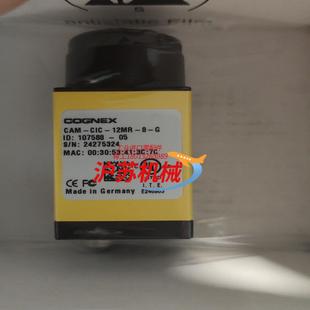 COGNEX
CAM-CIC-12MR-8-G
ID: 107588 - 05
S/N: 24275324
MAC: 00:30:53:41:3C:7C
沪苏机械
CE FC
I.T.E.
Made in Germany